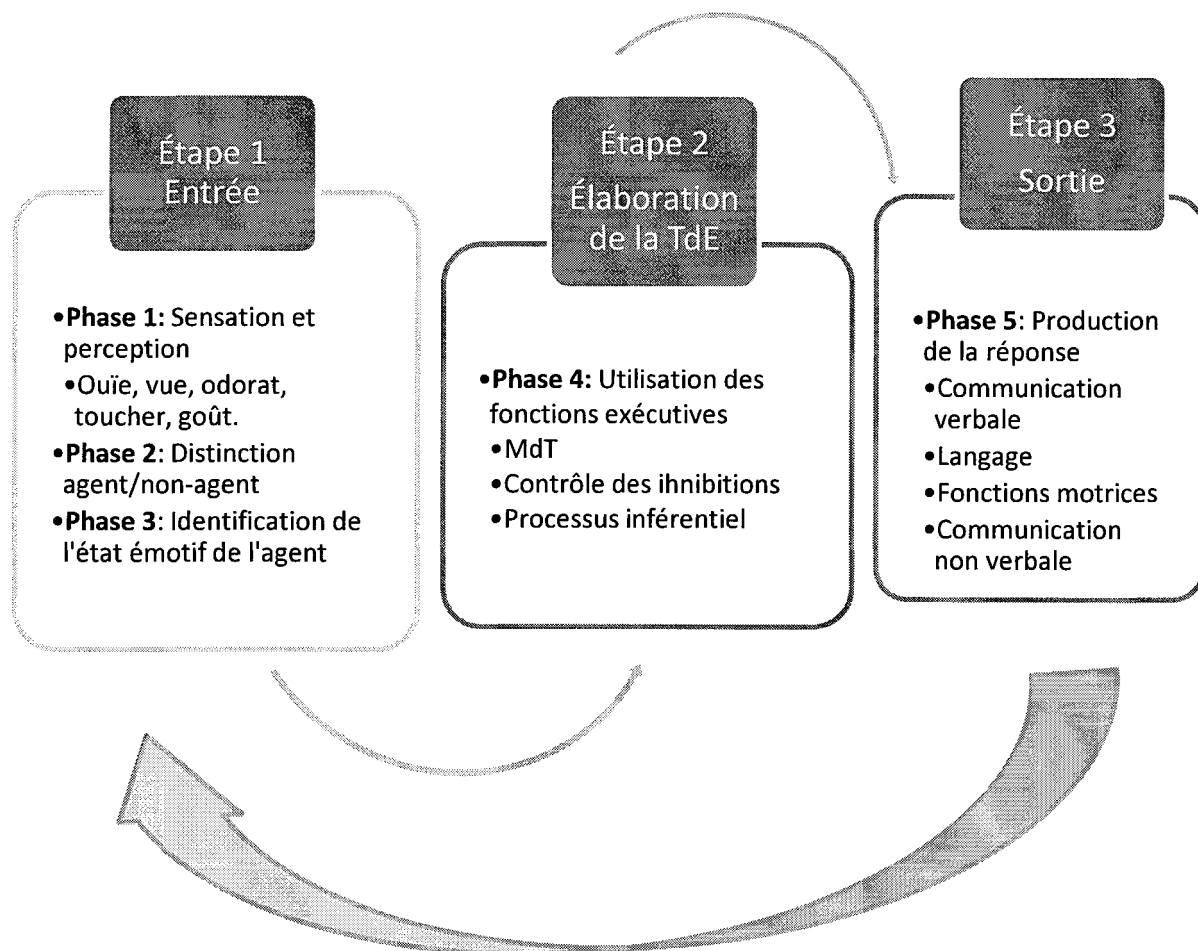 Étape 1
Entrée
•Phase 1: Sensation et
perception
•Ouïe, vue, odorat,
toucher, goût.
•Phase 2: Distinction
agent/non-agent
•Phase 3: Identification de
l'état émotif de l'agent
Étape 2
Élaboration
de la TdE
•Phase 4: Utilisation des
fonctions exécutives
•MdT
•Contrôle des ihnibitions
•Processus inférentiel
Étape 3
Sortie
•Phase 5: Production
de la réponse
•Communication
verbale
•Langage
•Fonctions motrices
•Communication
non verbale